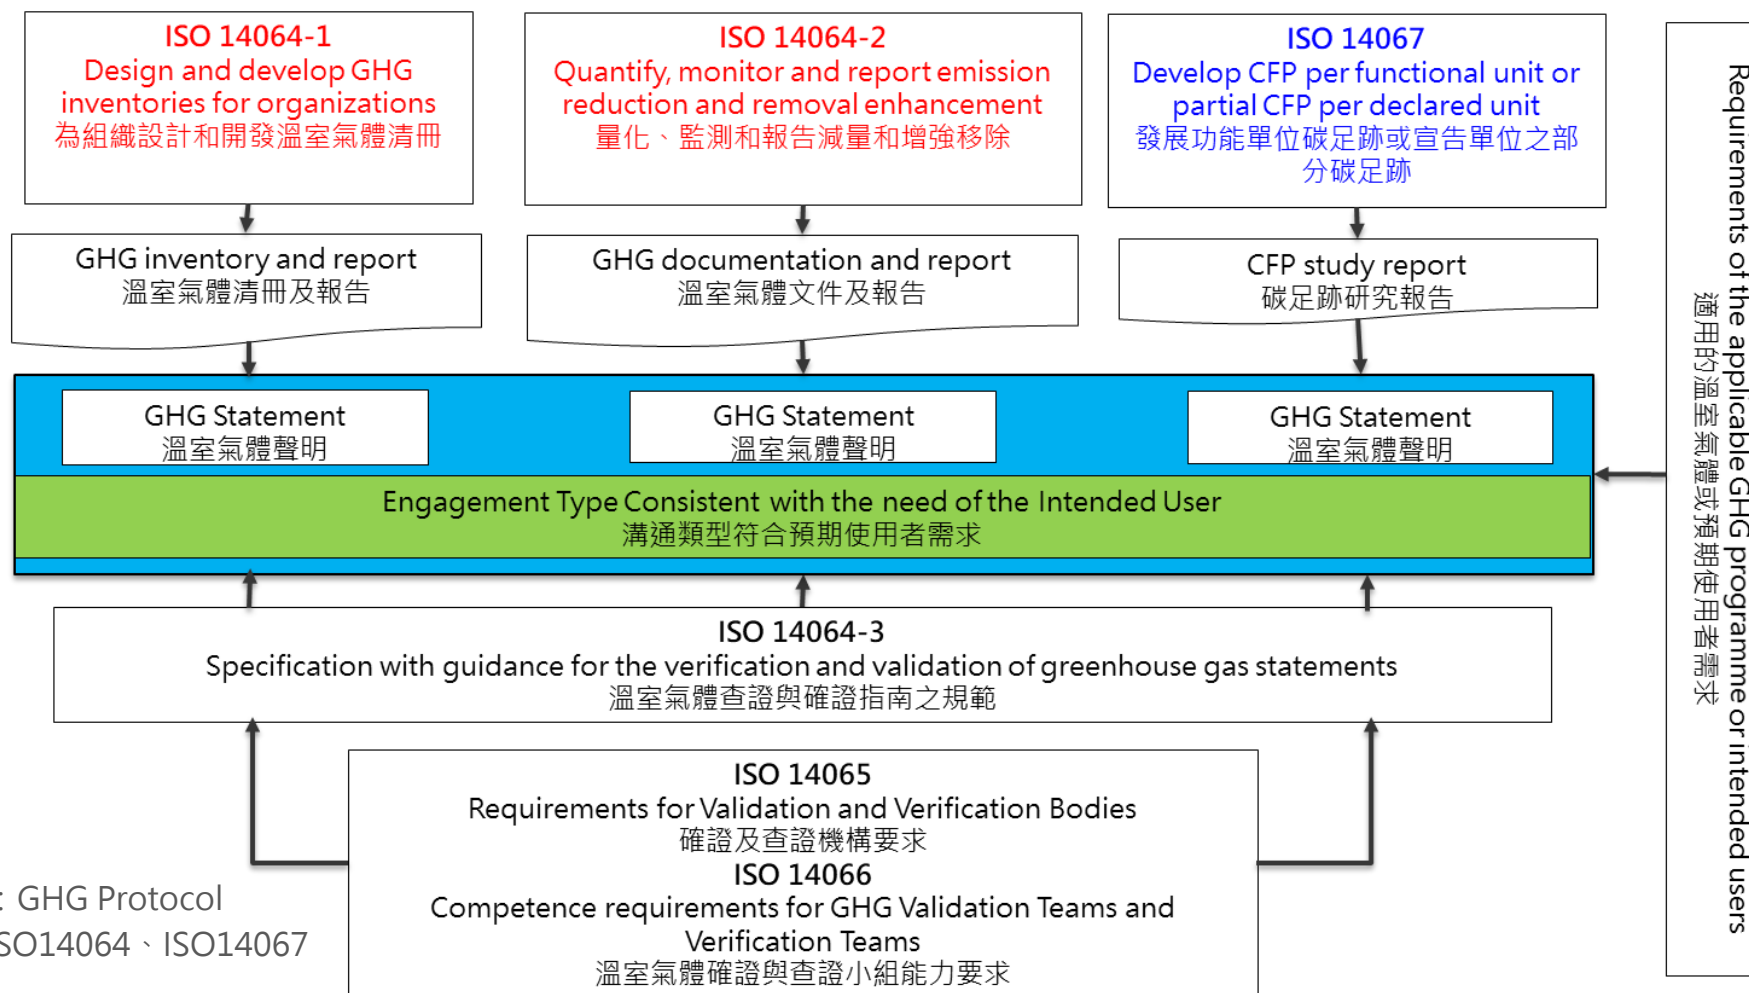 ISO 14064-1
Design and develop GHG
inventories for organizations
為組織設計和開發溫室氣體清冊
ISO 14064-2
Quantify, monitor and report emission
reduction and removal enhancement
量化、監測和報告減量和增強移除
ISO 14067
Develop CFP per functional unit or
partial CFP per declared unit
發展功能單位碳足跡或宣告單位之部
分碳足跡
GHG inventory and report
溫室氣體清冊及報告
GHG documentation and report
溫室氣體文件及報告
CFP study report
碳足跡研究報告
GHG Statement
溫室氣體聲明
GHG Statement
溫室氣體聲明
GHG Statement
溫室氣體聲明
Engagement Type Consistent with the need of the Intended User
溝通類型符合預期使用者需求
Requirements of the applicable GHG programme or intended users
適用的溫室氣體或預期使用者需求
ISO 14064-3
Specification with guidance for the verification and validation of greenhouse gas statements
溫室氣體查證與確證指南之規範
ISO 14065
Requirements for Validation and Verification Bodies
確證及查證機構要求
ISO 14066
Competence requirements for GHG Validation Teams and
Verification Teams
溫室氣體確證與查證小組能力要求
: GHG Protocol
SO14064、ISO14067